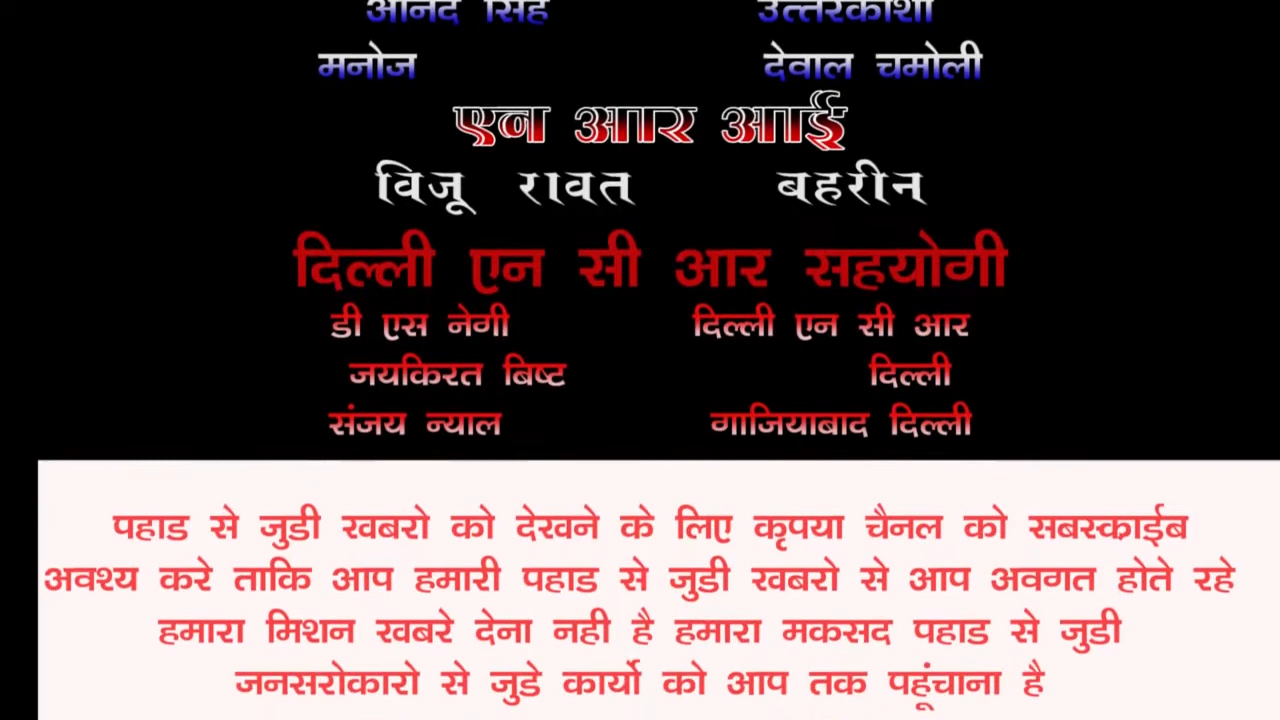 आनंद सिंह उत्तरकाशी
मनोज देवाल चमोली
एन आर आई
विजू रावत बहरीन
दिल्ली एन सी आर सहयोगी
डी एस नेगी दिल्ली एन सी आर
जयकिरत बिष्ट दिल्ली
संजय न्याल गाजियाबाद दिल्ली
पहाड से जुडी खबरो को देखने के लिए कृपया चैनल को सबस्क्राईब
अवश्य करे ताकि आप हमारी पहाड से जुडी खबरो से आप अवगत होते रहे
हमारा मिशन खबरे देना नही है हमारा मकसद पहाड से जुडी
जनसरोकारो से जुडे कार्यो को आप तक पहूंचाना है